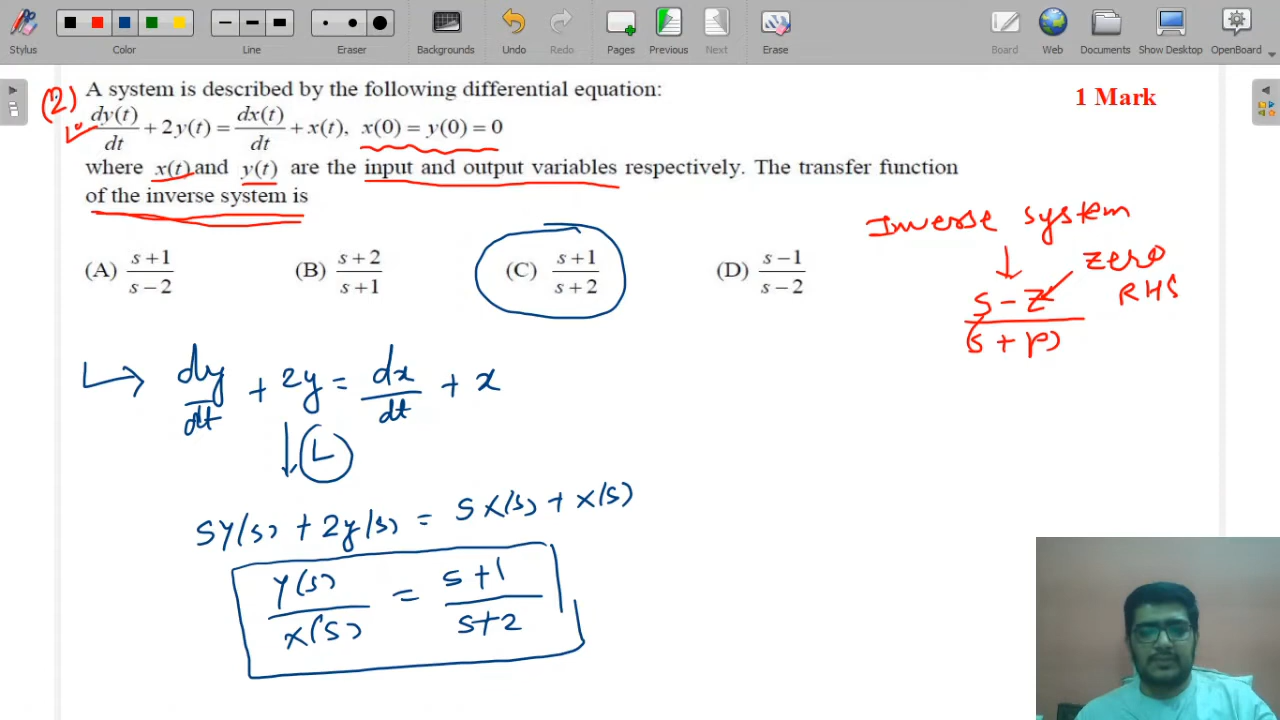 Stylus Color Line Eraser Backgrounds Undo Redo Pages Previous Next Erase Board Web Documents Show Desktop OpenBoard
(2) A system is described by the following differential equation: 1 Mark
dy(t)/dt + 2y(t) = dx(t)/dt + x(t), x(0) = y(0) = 0
where x(t) and y(t) are the input and output variables respectively. The transfer function
of the inverse system is
(A) s+1/s−2 (B) s+2/s+1 (C) s+1/s+2 (D) s−1/s−2
Inverse system
zero
RHS
s − z/(s + p)
dy/dt + 2y = dx/dt + x
L
sY(s) + 2y(s) = sX(s) + X(s)
Y(s)/X(s) = s+1/s+2